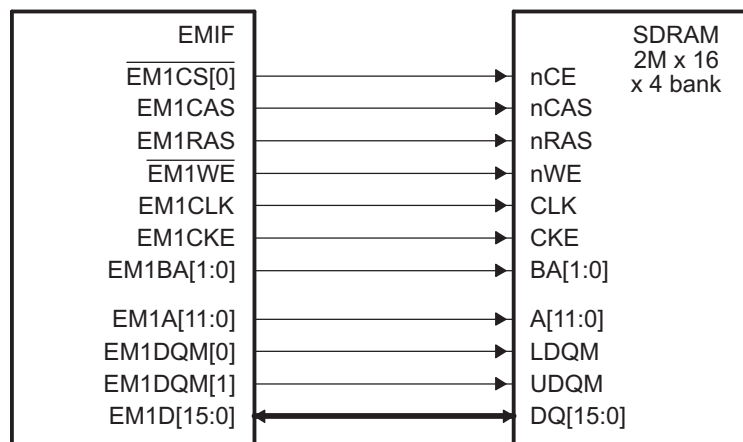 EMIF
EM1CS[0]
EM1CAS
EM1RAS
EM1WE
EM1CLK
EM1CKE
EM1BA[1:0]
EM1A[11:0]
EM1DQM[0]
EM1DQM[1]
EM1D[15:0]
SDRAM
2M x 16
x 4 bank
nCE
nCAS
nRAS
nWE
CLK
CKE
BA[1:0]
A[11:0]
LDQM
UDQM
DQ[15:0]